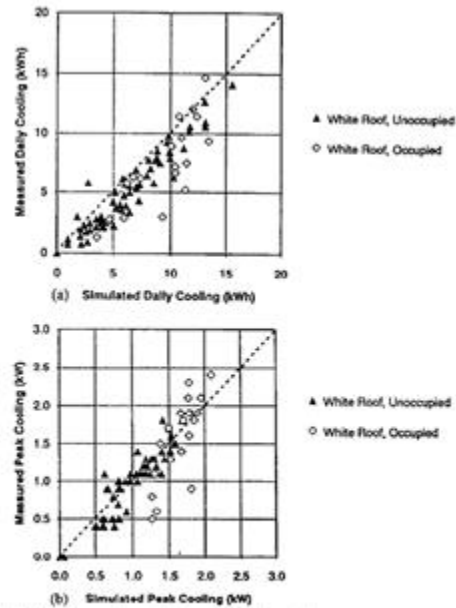 20
15
10
5
0
Measured Daily Cooling (kWh)
0 5 10 15 20
(a) Simulated Daily Cooling (kWh)
White Roof, Unoccupied
White Roof, Occupied
3.0
2.5
2.0
1.5
1.0
0.5
0.0
Measured Peak Cooling (kW)
0.0 0.5 1.0 1.5 2.0 2.5 3.0
(b) Simulated Peak Cooling (kW)
White Roof, Unoccupied
White Roof, Occupied